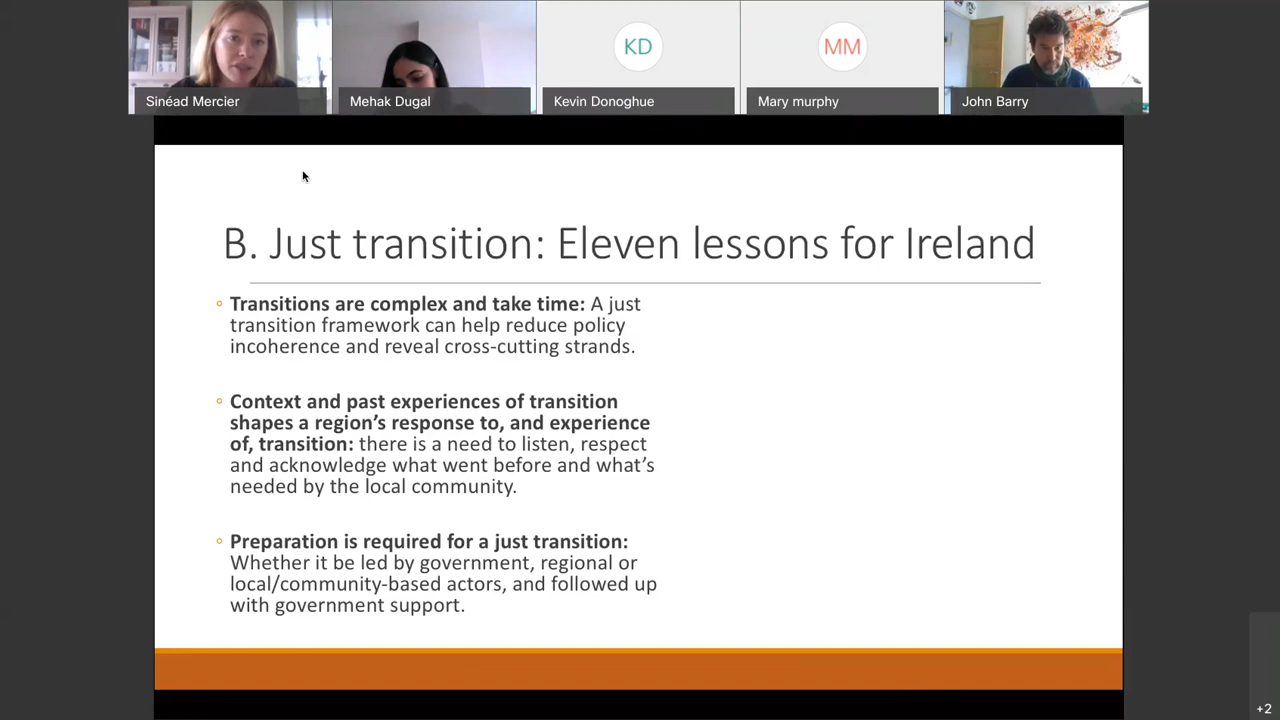 Sinéad Mercier
Mehak Dugal
KD
Kevin Donoghue
MM
Mary murphy
John Barry
B. Just transition: Eleven lessons for Ireland
Transitions are complex and take time: A just
transition framework can help reduce policy
incoherence and reveal cross-cutting strands.
Context and past experiences of transition
shapes a region’s response to, and experience
of, transition: there is a need to listen, respect
and acknowledge what went before and what’s
needed by the local community.
Preparation is required for a just transition:
Whether it be led by government, regional or
local/community-based actors, and followed up
with government support.
+2